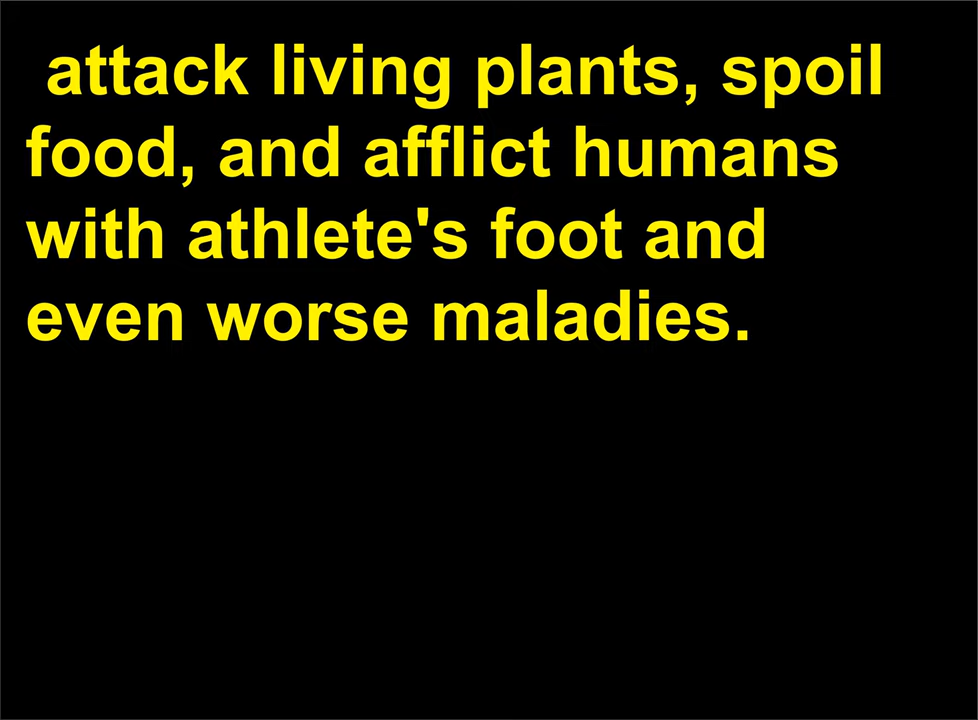 attack living plants, spoil
food, and afflict humans
with athlete's foot and
even worse maladies.